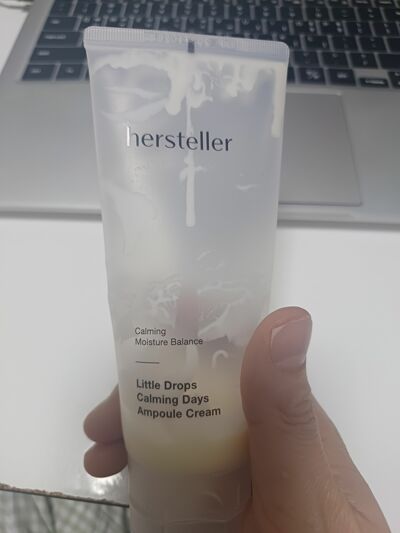 hersteller
Calming
Moisture Balance
Little Drops
Calming Days
Ampoule Cream